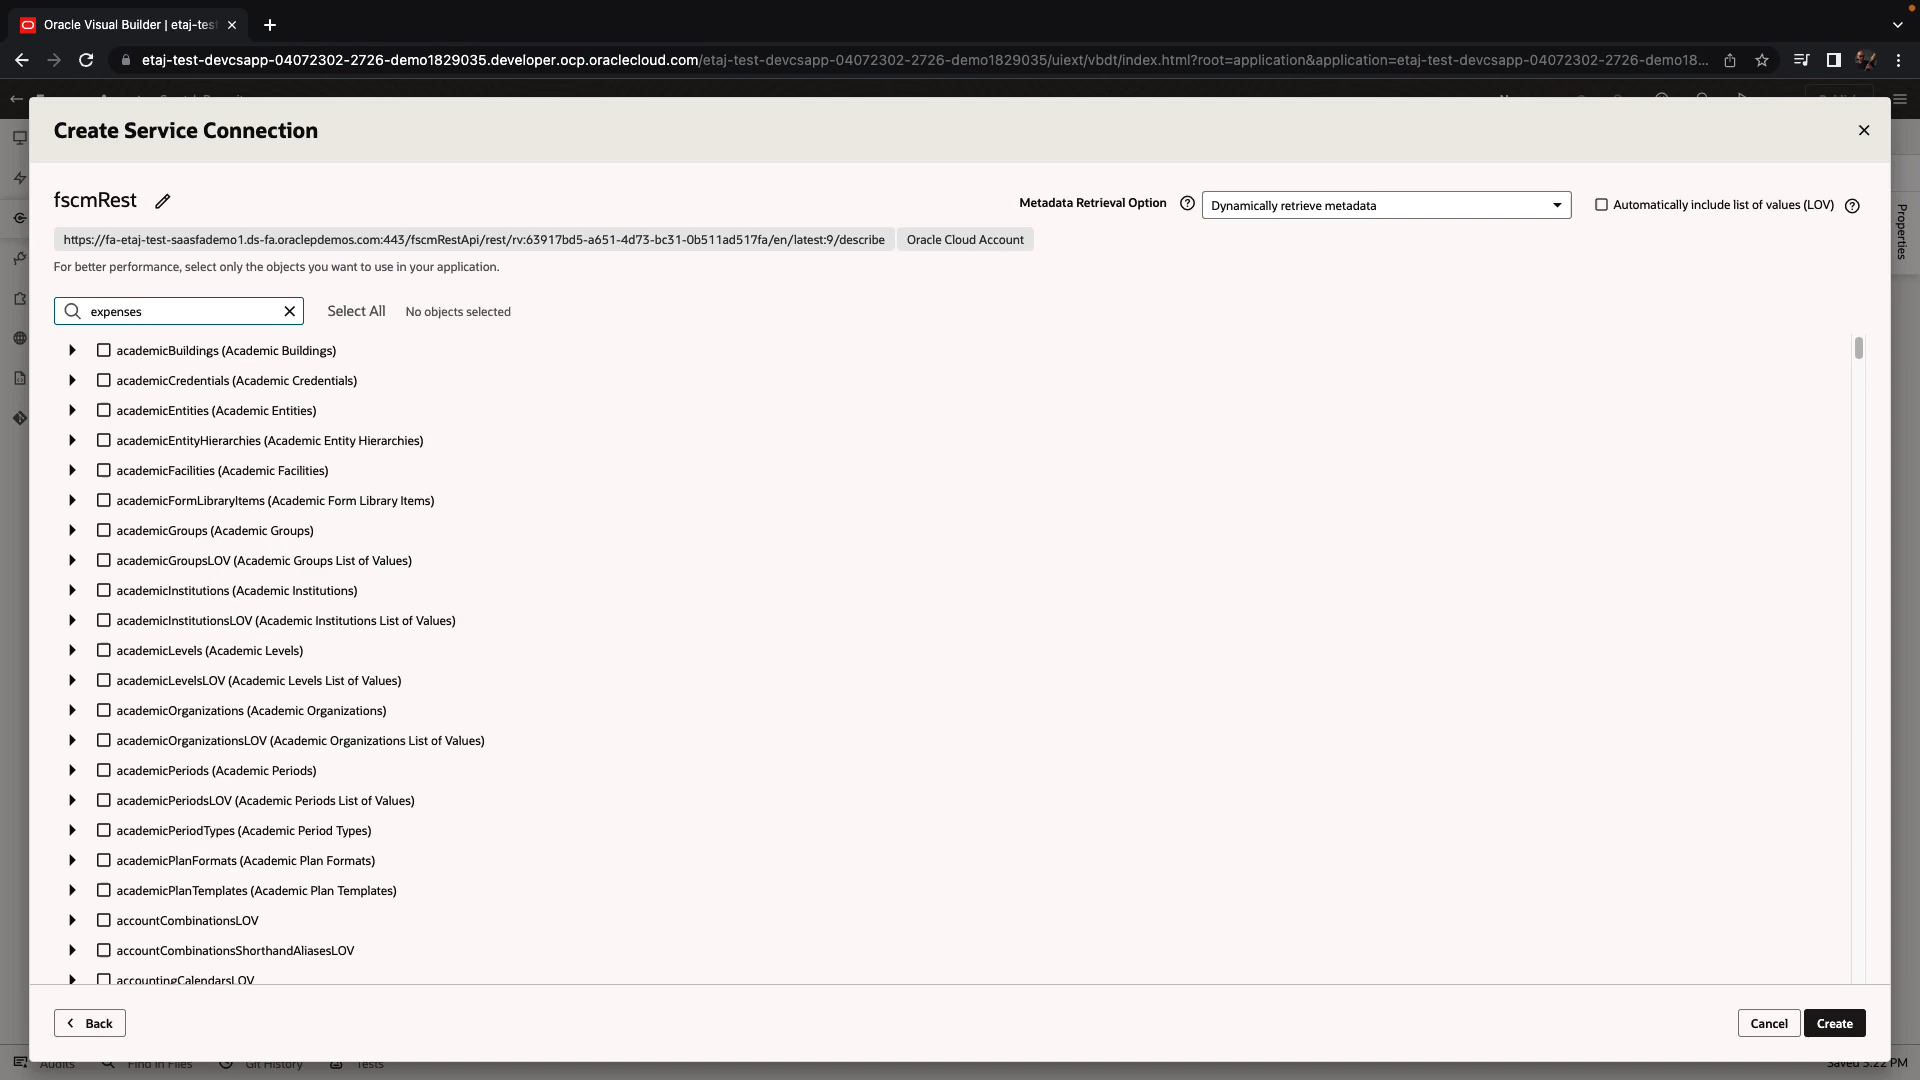 Oracle Visual Builder | etaj-test
etaj-test-devcsapp-04072302-2726-demo1829035.developer.ocp.oraclecloud.com/etaj-test-devcsapp-04072302-2726-demo1829035/uiext/vbdt/index.html?root=application&application=etaj-test-devcsapp-04072302-2726-demo18...
Create Service Connection
fscmRest
Metadata Retrieval Option
Dynamically retrieve metadata
Automatically include list of values (LOV)
Properties
https://fa-etaj-test-saasfademo1.ds-fa.oraclepdemos.com:443/fscmRestApi/rest/rv:63917bd5-a651-4d73-bc31-0b511ad517fa/en/latest:9/describe
Oracle Cloud Account
For better performance, select only the objects you want to use in your application.
expenses
Select All
No objects selected
academicBuildings (Academic Buildings)
academicCredentials (Academic Credentials)
academicEntities (Academic Entities)
academicEntityHierarchies (Academic Entity Hierarchies)
academicFacilities (Academic Facilities)
academicFormLibraryItems (Academic Form Library Items)
academicGroups (Academic Groups)
academicGroupsLOV (Academic Groups List of Values)
academicInstitutions (Academic Institutions)
academicInstitutionsLOV (Academic Institutions List of Values)
academicLevels (Academic Levels)
academicLevelsLOV (Academic Levels List of Values)
academicOrganizations (Academic Organizations)
academicOrganizationsLOV (Academic Organizations List of Values)
academicPeriods (Academic Periods)
academicPeriodsLOV (Academic Periods List of Values)
academicPeriodTypes (Academic Period Types)
academicPlanFormats (Academic Plan Formats)
academicPlanTemplates (Academic Plan Templates)
accountCombinationsLOV
accountCombinationsShorthandAliasesLOV
accountingCalendarsLOV
Back
Cancel
Create
Audits
Find in Files
Git History
Tests
Saved 5:22 PM